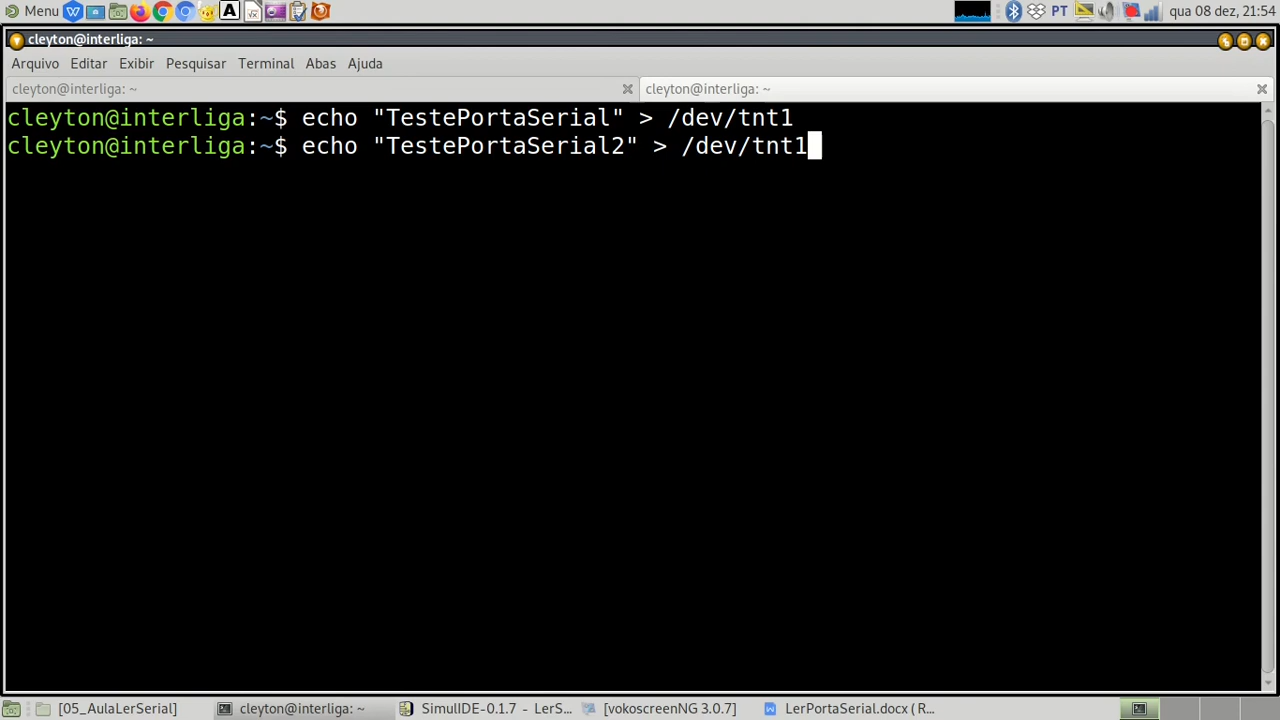 Menu
A
PT
qua 08 dez, 21:54
cleyton@interliga: ~
Arquivo Editar Exibir Pesquisar Terminal Abas Ajuda
cleyton@interliga: ~
cleyton@interliga: ~
cleyton@interliga:~$ echo "TestePortaSerial" > /dev/tnt1
cleyton@interliga:~$ echo "TestePortaSerial2" > /dev/tnt1
[05_AulaLerSerial]
cleyton@interliga: ~
SimulIDE-0.1.7 - LerS...
[vokoscreenNG 3.0.7]
LerPortaSerial.docx ( R...